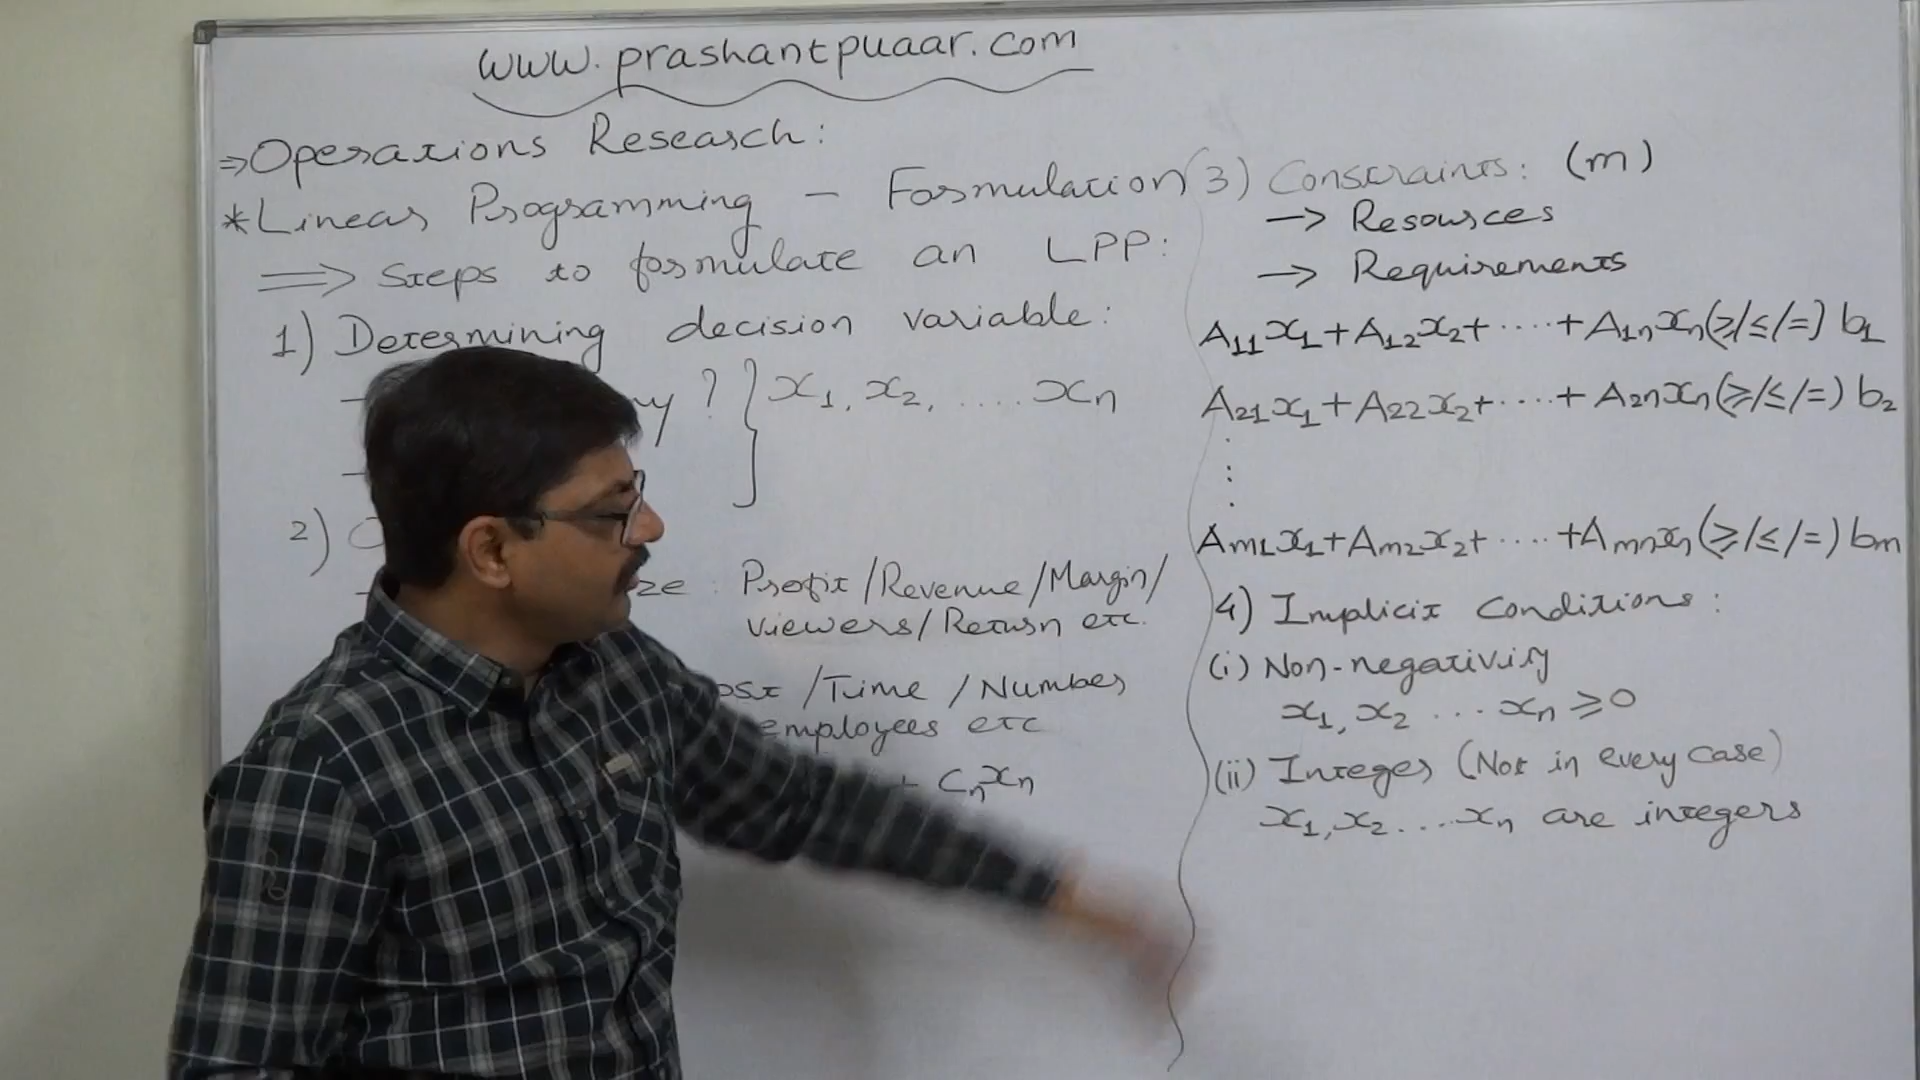 www.prashantpuaar.com
⇒ Operations Research:
* Linear Programming – Formulation
⟹ Steps to formulate an LPP:
1) Determining decision variable:
? } x₁, x₂, .... xₙ
2)
: Profit / Revenue / Margin /
viewers / Return etc.
/ Time / Number
employees etc
+ Cₙxₙ
3) Constraints: (m)
→ Resources
→ Requirements
A₁₁x₁ + A₁₂x₂ + .... + A₁ₙxₙ (≥/≤/=) b₁
A₂₁x₁ + A₂₂x₂ + .... + A₂ₙxₙ (≥/≤/=) b₂
⋮
Aₘ₁x₁ + Aₘ₂x₂ + .... + Aₘₙxₙ (≥/≤/=) bₘ
4) Implicit Conditions:
(i) Non-negativity
x₁, x₂ ... xₙ ≥ 0
(ii) Integer (Not in every case)
x₁, x₂ .... xₙ are integers